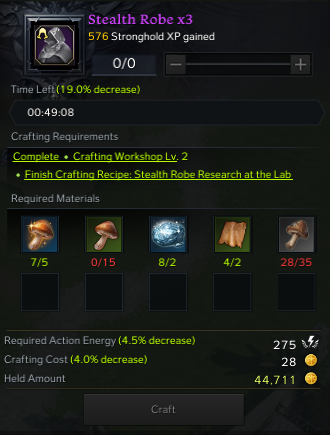 Stealth Robe x3
576 Stronghold XP gained
0/0
Time Left(19.0% decrease)
00:49:08
Crafting Requirements
Complete ⬥ Crafting Workshop Lv. 2
⬥ Finish Crafting Recipe: Stealth Robe Research at the Lab
Required Materials
7/5 0/15 8/2 4/2 28/35
Required Action Energy (4.5% decrease) 275
Crafting Cost (4.0% decrease) 28
Held Amount 44,711
Craft